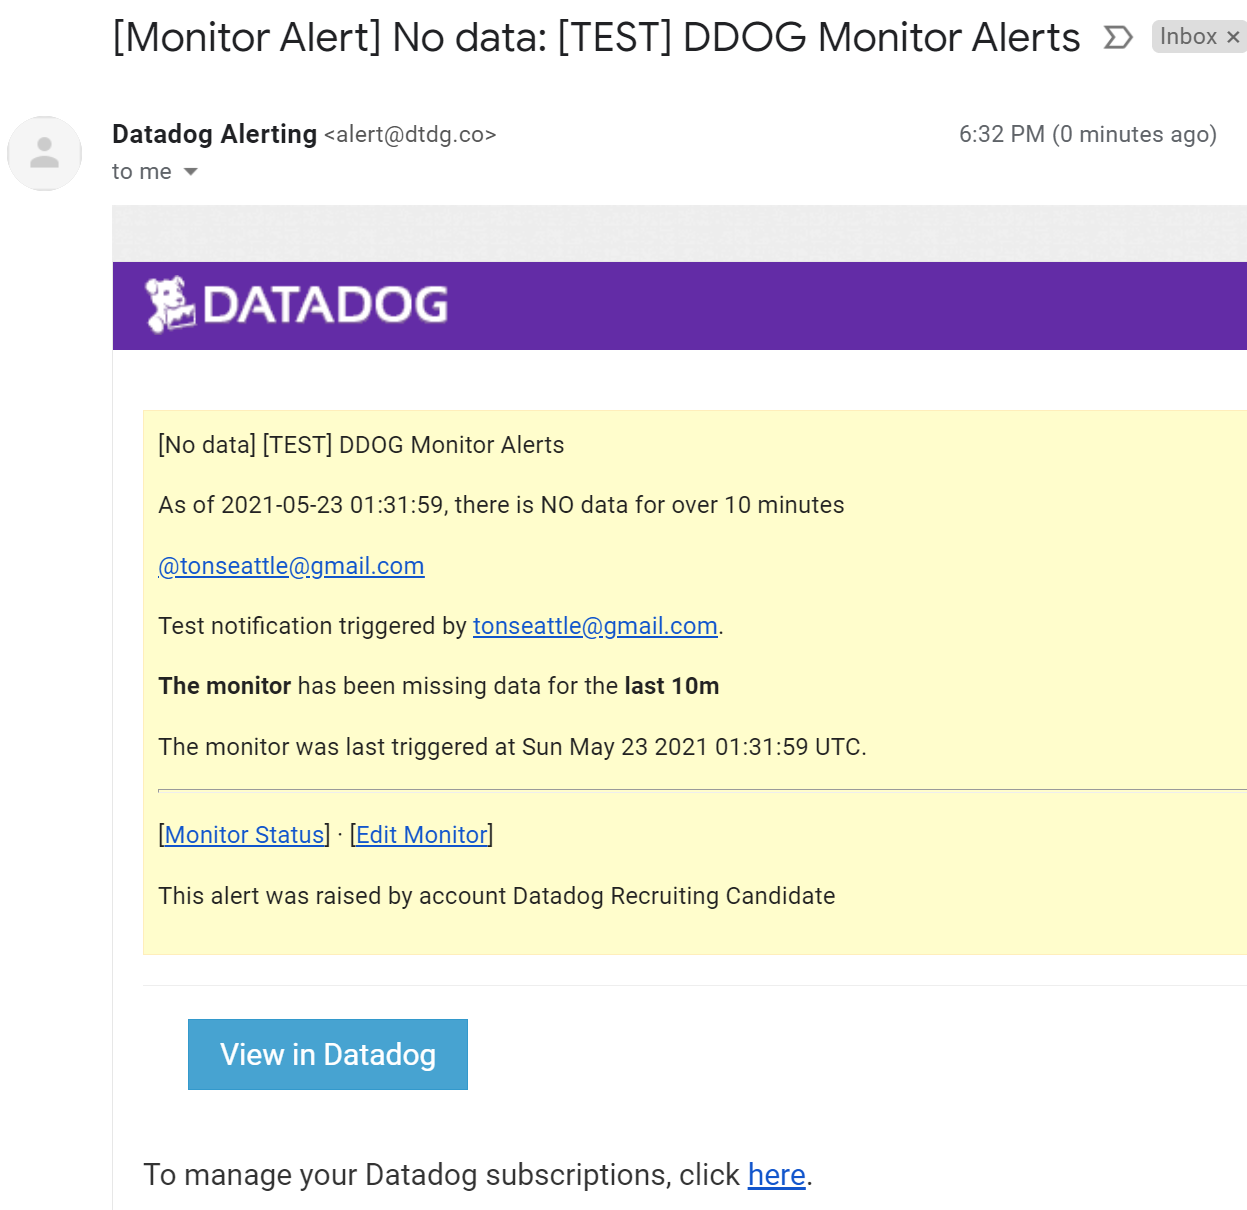 [Monitor Alert] No data: [TEST] DDOG Monitor Alerts Inbox ×
Datadog Alerting <alert@dtdg.co> 6:32 PM (0 minutes ago)
to me
DATADOG
[No data] [TEST] DDOG Monitor Alerts
As of 2021-05-23 01:31:59, there is NO data for over 10 minutes
@tonseattle@gmail.com
Test notification triggered by tonseattle@gmail.com.
The monitor has been missing data for the last 10m
The monitor was last triggered at Sun May 23 2021 01:31:59 UTC.
[Monitor Status] · [Edit Monitor]
This alert was raised by account Datadog Recruiting Candidate
View in Datadog
To manage your Datadog subscriptions, click here.